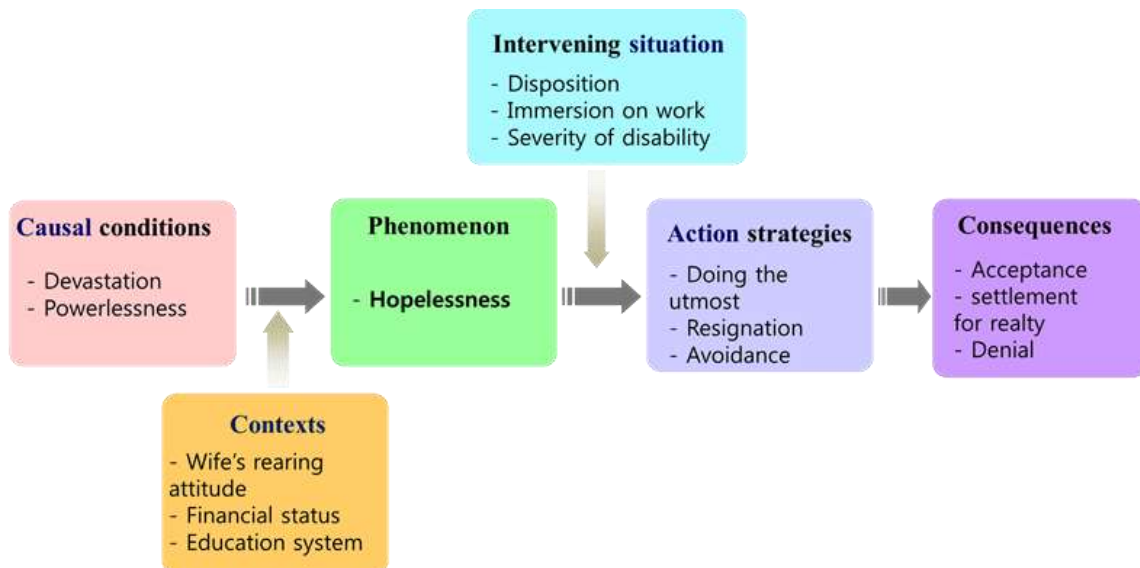 Intervening situation
- Disposition
- Immersion on work
- Severity of disability
Causal conditions
- Devastation
- Powerlessness
Phenomenon
- Hopelessness
Action strategies
- Doing the
utmost
- Resignation
- Avoidance
Consequences
- Acceptance
- settlement
for realty
- Denial
Contexts
- Wife's rearing
attitude
- Financial status
- Education system